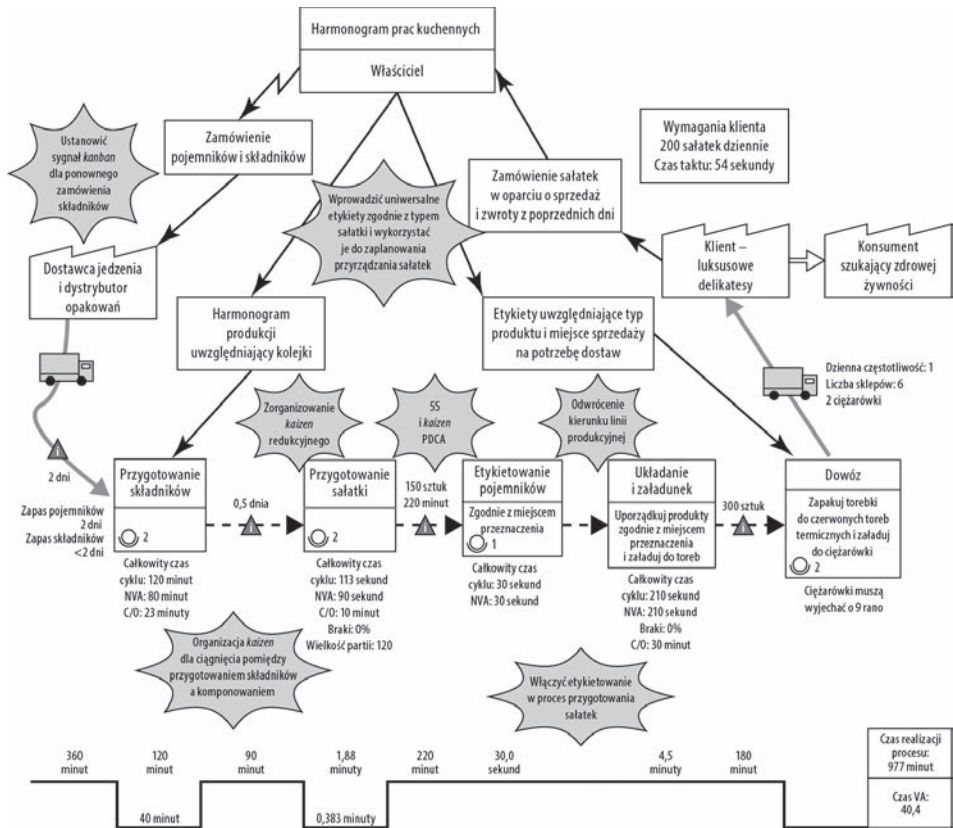 Harmonogram prac kuchennych
Właściciel
Ustanowić
sygnał kanban
dla ponownego
zamówienia
składników
Zamówienie
pojemników i składników
Wprowadzić uniwersalne
etykiety zgodnie z typem
sałatki i wykorzystać
je do zaplanowania
przyrządzania sałatek
Zamówienie sałatek
w oparciu o sprzedaż
i zwroty z poprzednich dni
Wymagania klienta
200 sałatek dziennie
Czas taktu: 54 sekundy
Dostawca jedzenia
i dystrybutor
opakowań
Klient –
luksusowe
delikatesy
Konsument
szukający zdrowej
żywności
Harmonogram
produkcji
uwzględniający kolejki
Etykiety uwzględniające typ
produktu i miejsce sprzedaży
na potrzebę dostaw
Dzienna częstotliwość: 1
Liczba sklepów: 6
2 ciężarówki
Zorganizowanie
kaizen
redukcyjnego
5S
i kaizen
PDCA
Odwrócenie
kierunku linii
produkcyjnej
2 dni
Zapas pojemników
2 dni
Zapas składników
<2 dni
Przygotowanie
składników
2
Całkowity czas
cyklu: 120 minut
NVA: 80 minut
C/O: 23 minuty
0,5 dnia
Przygotowanie
sałatki
2
Całkowity czas
cyklu: 113 sekund
NVA: 90 sekund
C/O: 10 minut
Braki: 0%
Wielkość partii: 120
150 sztuk
220 minut
Etykietowanie
pojemników
Zgodnie z miejscem
przeznaczenia
1
Całkowity czas
cyklu: 30 sekund
NVA: 30 sekund
Układanie
i załadunek
Uporządkuj produkty
zgodnie z miejscem
przeznaczenia
i załaduj do toreb
Całkowity czas
cyklu: 210 sekund
NVA: 210 sekund
Braki: 0%
C/O: 30 minut
300 sztuk
Dowóz
Zapakuj torebki
do czerwonych toreb
termicznych i załaduj
do ciężarówki
2
Ciężarówki muszą
wyjechać o 9 rano
Organizacja kaizen
dla ciągnięcia pomiędzy
przygotowaniem składników
a komponowaniem
Włączyć etykietowanie
w proces przygotowania
sałatek
360
minut
120
minut
90
minut
1,88
minuty
220
minut
30,0
sekund
4,5
minuty
180
minut
40 minut
0,383 minuty
Czas realizacji
procesu:
977 minut
Czas VA:
40,4